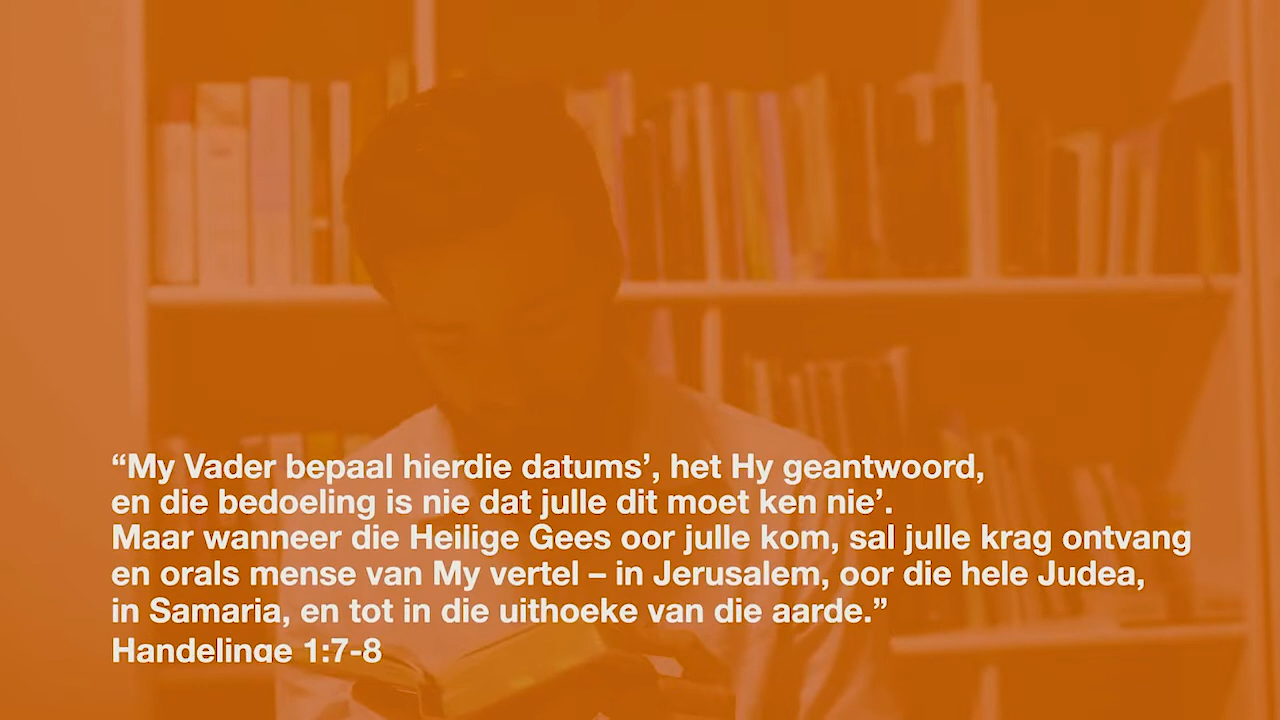 “My Vader bepaal hierdie datums’, het Hy geantwoord,
en die bedoeling is nie dat julle dit moet ken nie’.
Maar wanneer die Heilige Gees oor julle kom, sal julle krag ontvang
en orals mense van My vertel – in Jerusalem, oor die hele Judea,
in Samaria, en tot in die uithoeke van die aarde.”
Handelinge 1:7-8